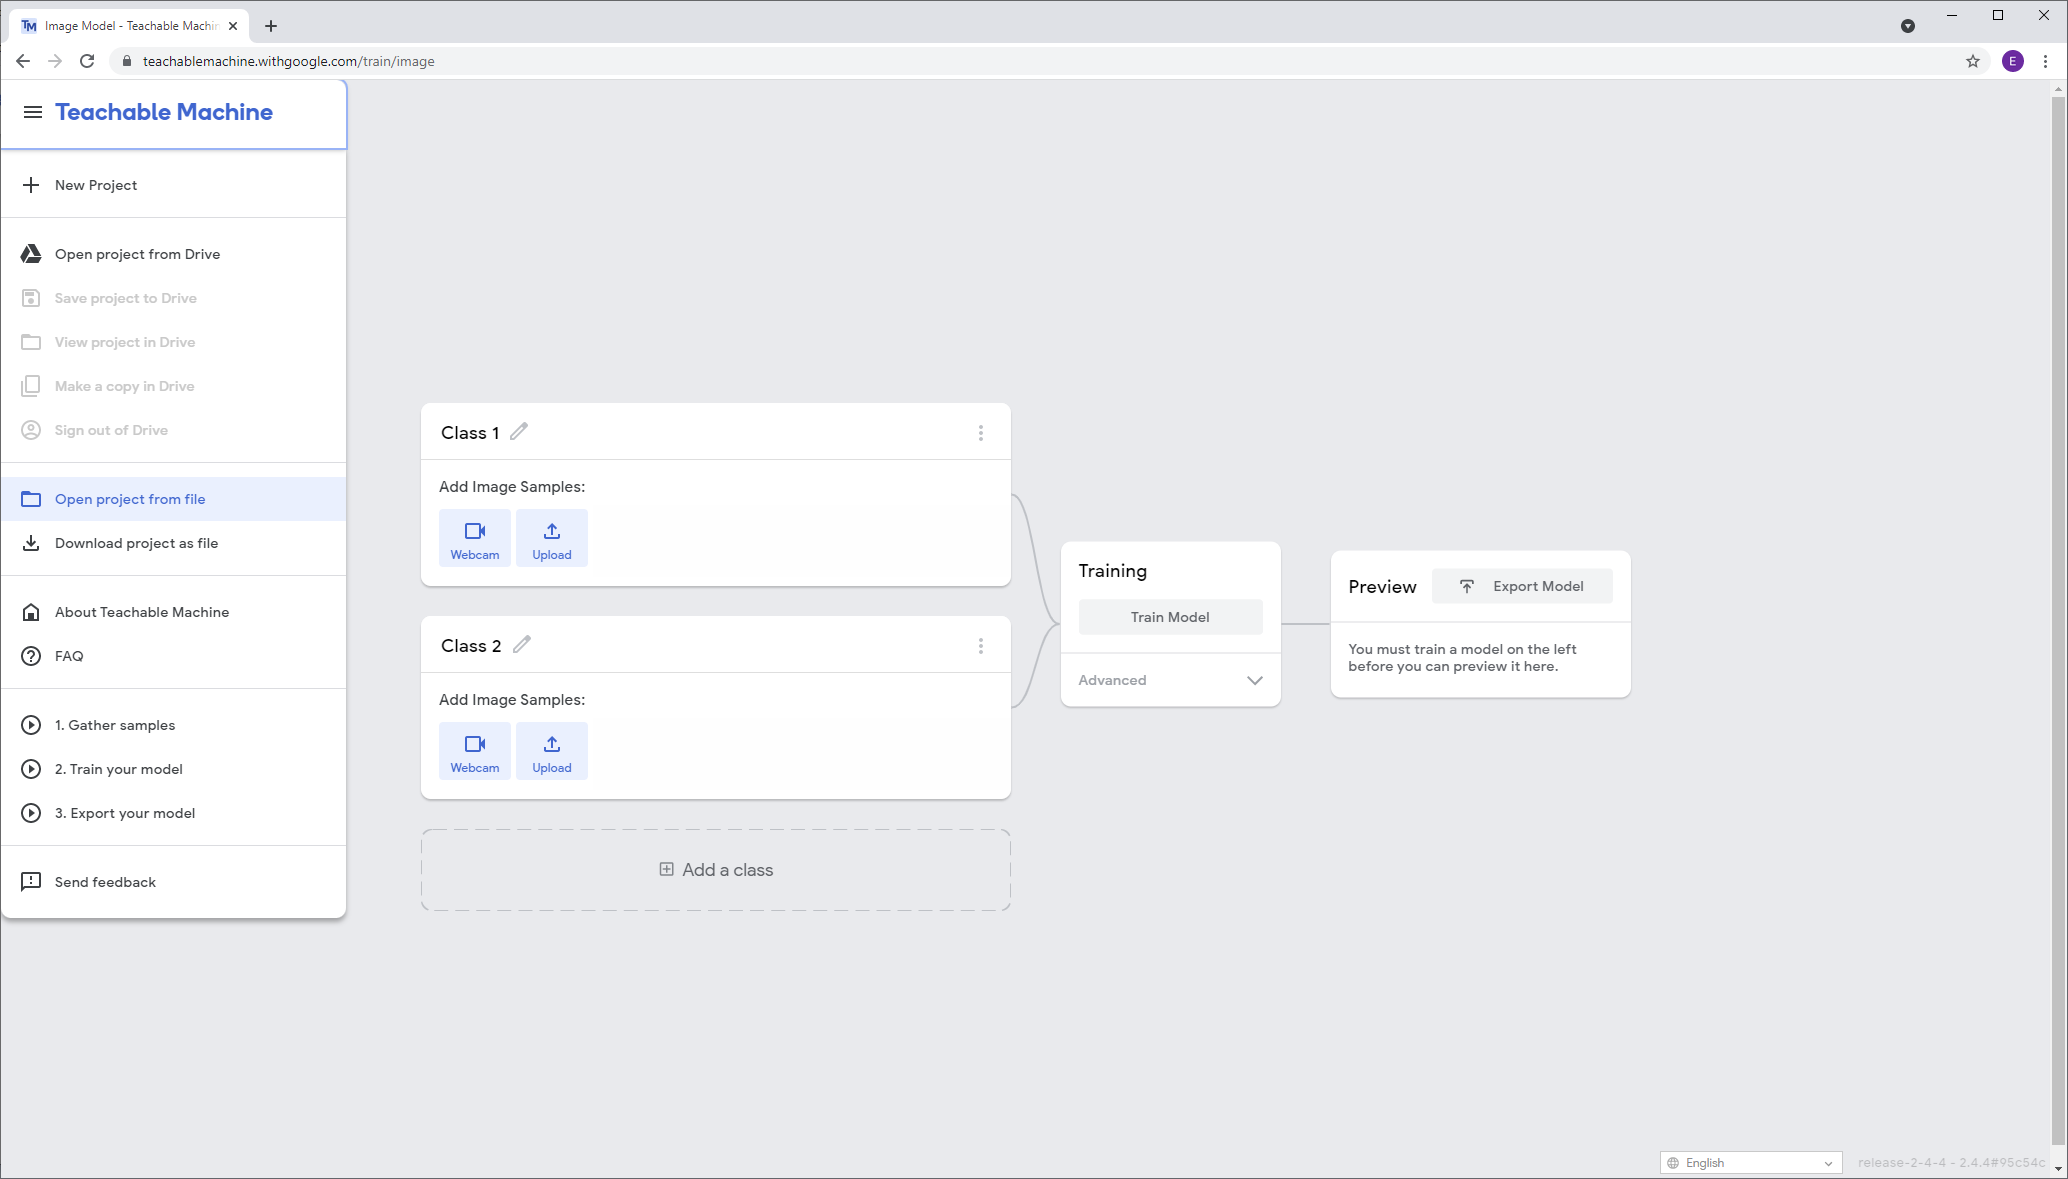 TM Image Model - Teachable Machin
teachablemachine.withgoogle.com/train/image
E
Teachable Machine
New Project
Open project from Drive
Save project to Drive
View project in Drive
Make a copy in Drive
Sign out of Drive
Open project from file
Download project as file
About Teachable Machine
FAQ
1. Gather samples
2. Train your model
3. Export your model
Send feedback
Class 1
Add Image Samples:
Webcam
Upload
Class 2
Add Image Samples:
Webcam
Upload
Add a class
Training
Train Model
Advanced
Preview
Export Model
You must train a model on the left
before you can preview it here.
English
release-2-4-4 - 2.4.4#95c54c